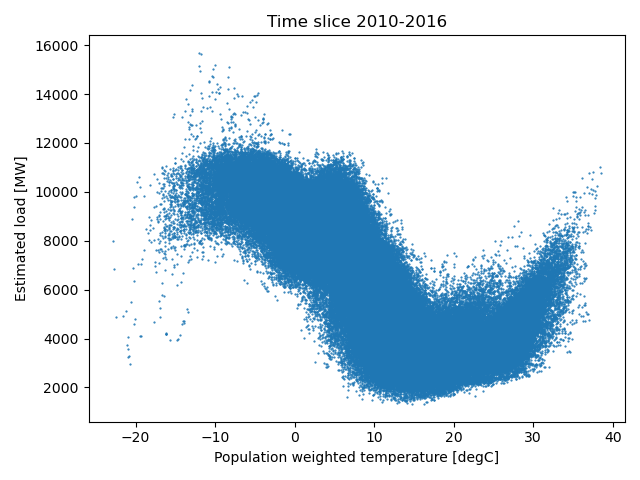 Time slice 2010-2016
16000
14000
12000
10000
8000
6000
4000
2000
Estimated load [MW]
−20 −10 0 10 20 30 40
Population weighted temperature [degC]